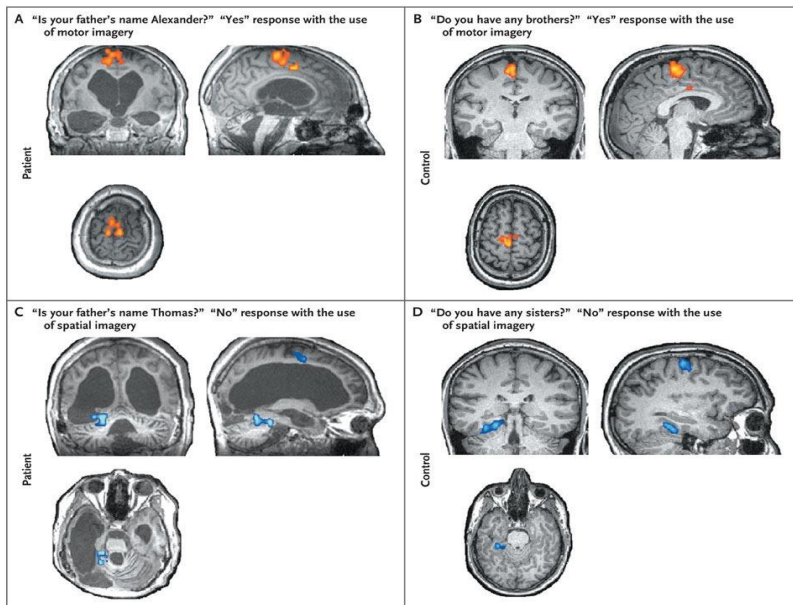 A “Is your father’s name Alexander?” “Yes” response with the use
of motor imagery
Patient
B “Do you have any brothers?” “Yes” response with the use
of motor imagery
Control
C “Is your father’s name Thomas?” “No” response with the use
of spatial imagery
Patient
D “Do you have any sisters?” “No” response with the use
of spatial imagery
Control